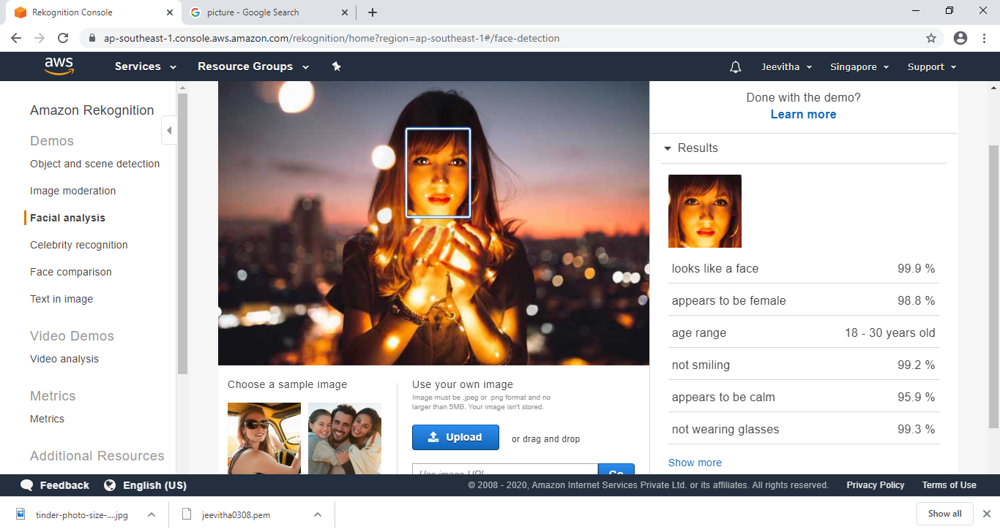 Rekognition Console
picture - Google Search
ap-southeast-1.console.aws.amazon.com/rekognition/home?region=ap-southeast-1#/face-detection
aws
Services
Resource Groups
Jeevitha
Singapore
Support
Amazon Rekognition
Demos
Object and scene detection
Image moderation
Facial analysis
Celebrity recognition
Face comparison
Text in image
Video Demos
Video analysis
Metrics
Metrics
Additional Resources
Choose a sample image
Use your own image
Image must be .jpeg or .png format and no
larger than 5MB. Your image isn't stored.
Upload
or drag and drop
Use image URL
Go
Done with the demo?
Learn more
Results
looks like a face 99.9 %
appears to be female 98.8 %
age range 18 - 30 years old
not smiling 99.2 %
appears to be calm 95.9 %
not wearing glasses 99.3 %
Show more
Feedback
English (US)
© 2008 - 2020, Amazon Internet Services Private Ltd. or its affiliates. All rights reserved.
Privacy Policy
Terms of Use
tinder-photo-size-....jpg
jeevitha0308.pem
Show all